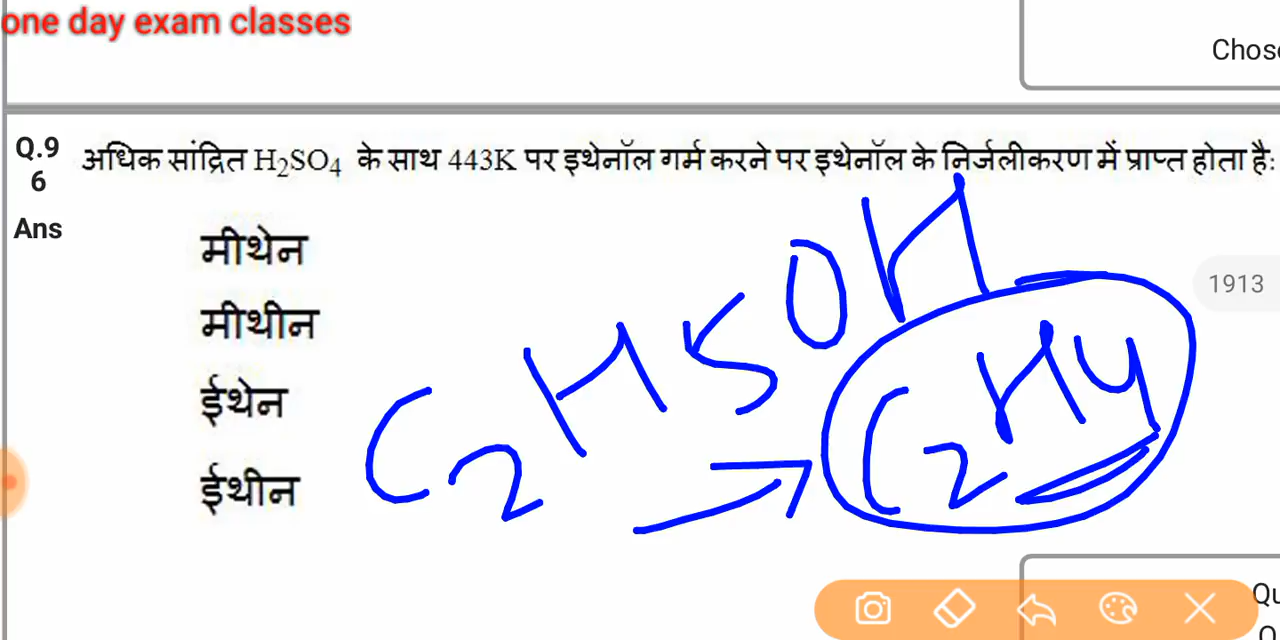 one day exam classes
Chos
Q.9 अधिक सांद्रित H2SO4 के साथ 443K पर इथेनॉल गर्म करने पर इथेनॉल के निर्जलीकरण में प्राप्त होता है:
6
Ans
मीथेन
मीथीन
ईथेन
ईथीन
C2H5OH
→ C2H4
1913
Qu